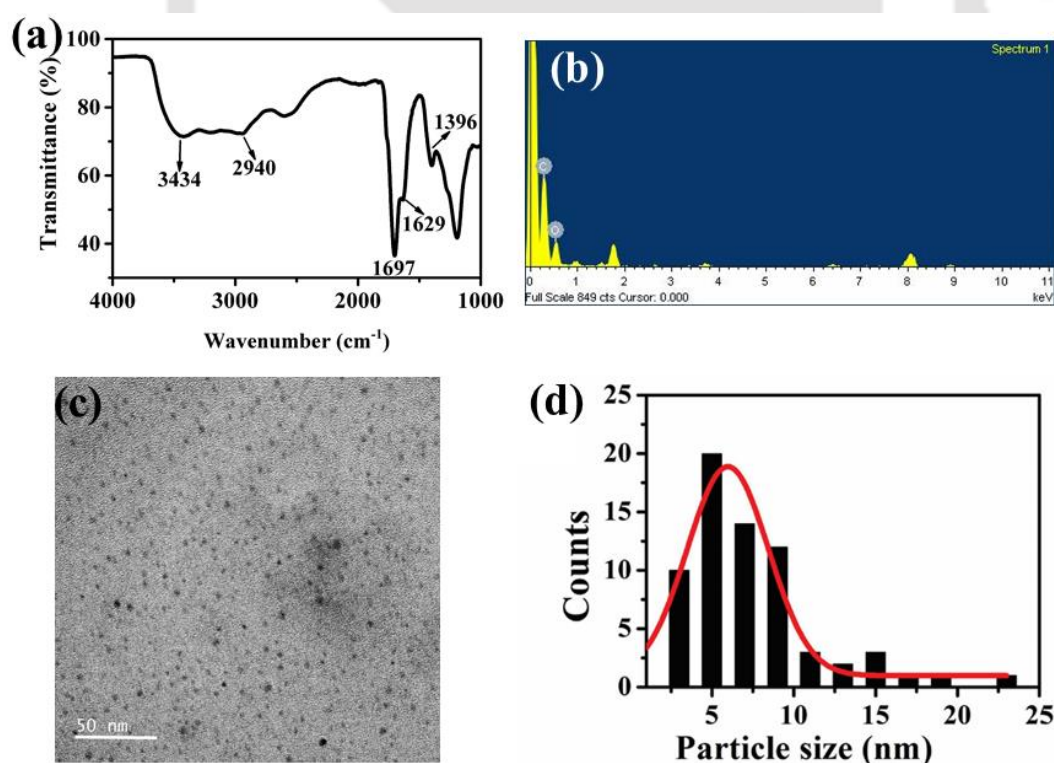 (a)
Transmittance (%)
100
80
60
40
3434
2940
1697
1629
1396
4000 3000 2000 1000
Wavenumber (cm-1)
(b)
Spectrum 1
C
O
0 1 2 3 4 5 6 7 8 9 10 11
Full Scale 849 cts Cursor: 0.000 keV
(c)
50 nm
(d)
Counts
25
20
15
10
5
0
5 10 15 20 25
Particle size (nm)